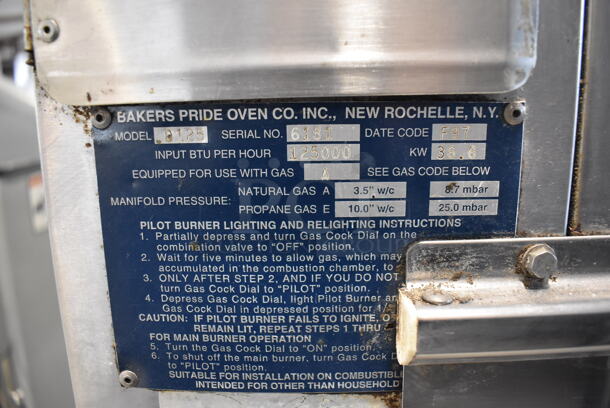 BAKERS PRIDE OVEN CO. INC., NEW ROCHELLE, N.Y.
MODEL SERIAL NO. DATE CODE F97
INPUT BTU PER HOUR 125000 KW 36.6
EQUIPPED FOR USE WITH GAS A SEE GAS CODE BELOW
MANIFOLD PRESSURE: NATURAL GAS A 3.5" w/c 8.7 mbar
PROPANE GAS E 10.0" w/c 25.0 mbar
PILOT BURNER LIGHTING AND RELIGHTING INSTRUCTIONS
1. Partially depress and turn Gas Cock Dial on the
combination valve to "OFF" position.
2. Wait for five minutes to allow gas, which may
accumulated in the combustion chamber, to
3. ONLY AFTER STEP 2, AND IF YOU DO NOT
turn Gas Cock Dial to "PILOT" position.
4. Depress Gas Cock Dial, light Pilot Burner an
Gas Cock Dial in depressed position for 1
CAUTION: IF PILOT BURNER FAILS TO IGNITE, O
REMAIN LIT, REPEAT STEPS 1 THRU
FOR MAIN BURNER OPERATION
5. Turn the Gas Cock Dial to "ON" position.
6. To shut off the main burner, turn Gas Cock
Dial to "PILOT" position.
SUITABLE FOR INSTALLATION ON COMBUSTIBLE
INTENDED FOR OTHER THAN HOUSEHOLD